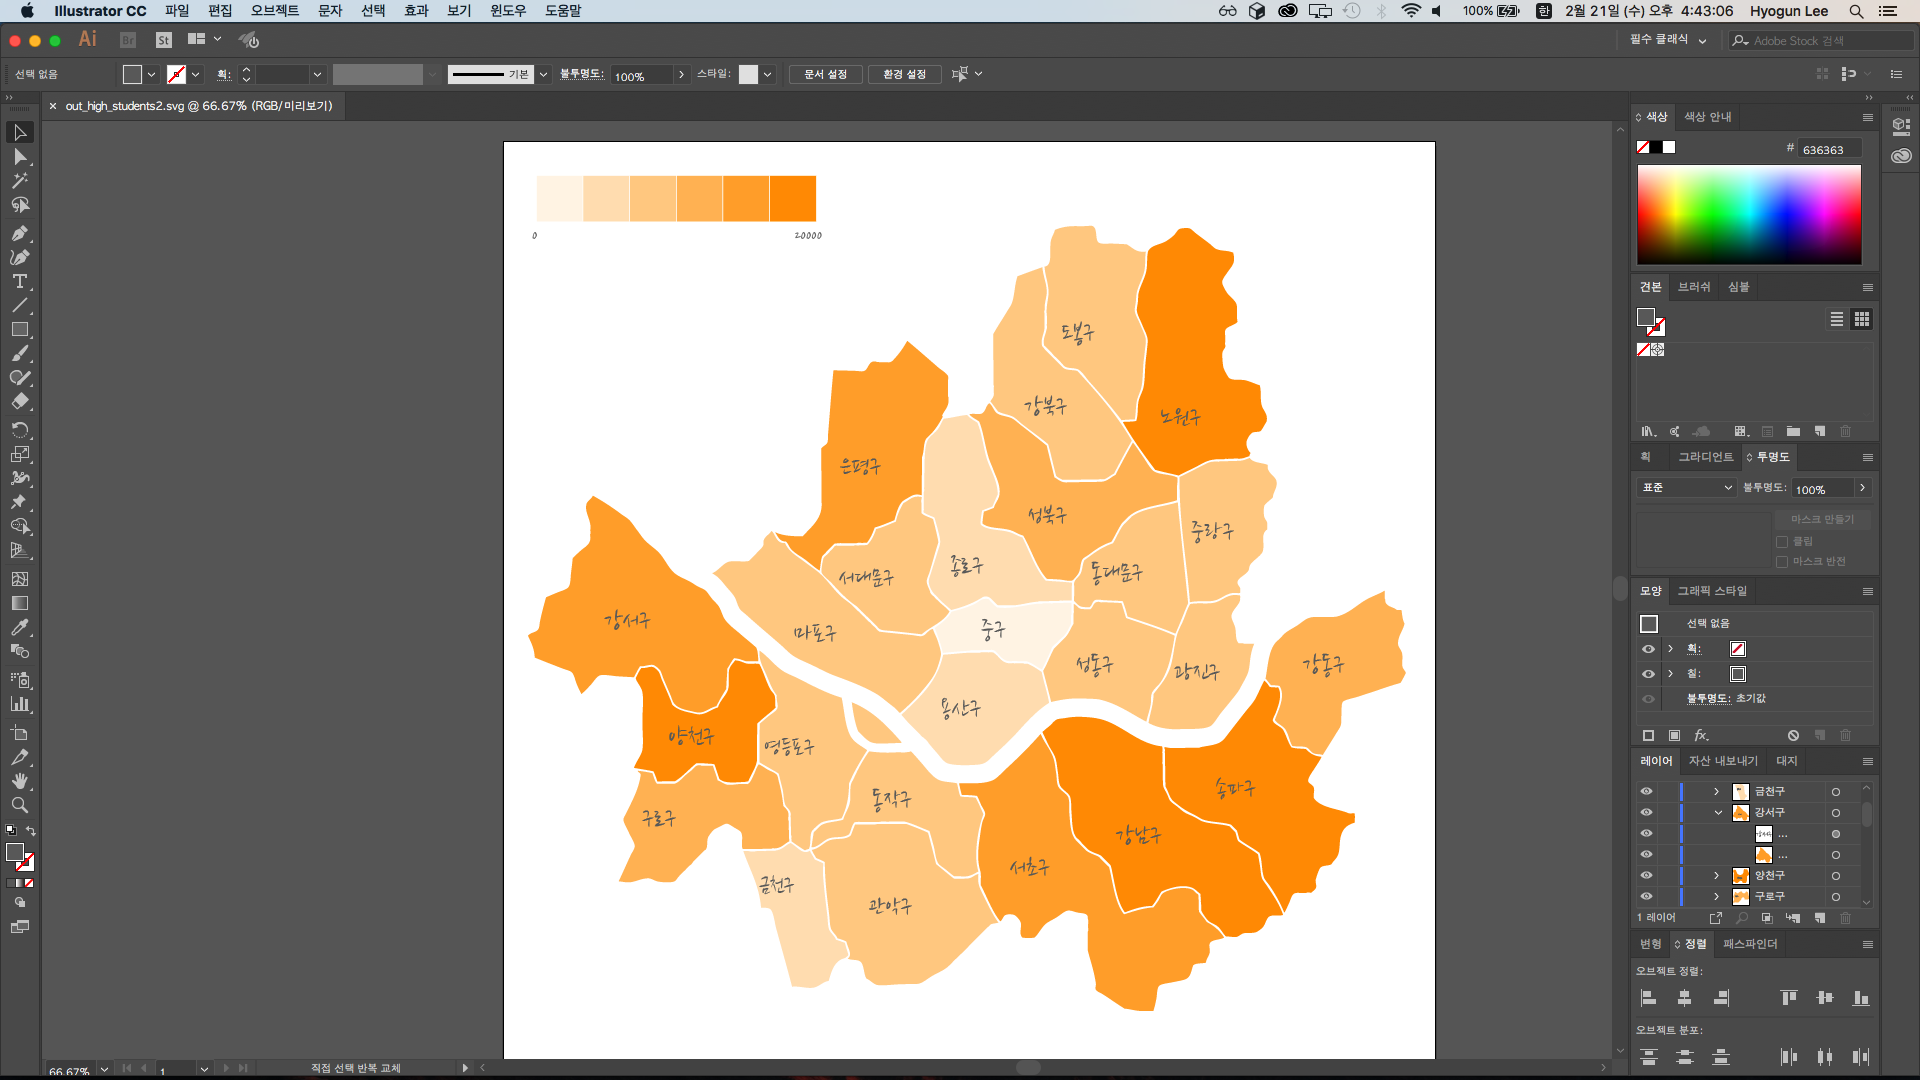 Illustrator CC 파일 편집 오브젝트 문자 선택 효과 보기 윈도우 도움말 100% 한 2월 21일 (수) 오후 4:43:06 Hyogun Lee
Ai Br St 필수 클래식 Adobe Stock 검색
선택 없음 획: 기본 불투명도: 100% 스타일: 문서 설정 환경 설정
× out_high_students2.svg @ 66.67% (RGB/미리보기)
색상 색상 안내
# 636363
0 20000
견본 브러쉬 심볼
도봉구
강북구
노원구
은평구
성북구
중랑구
종로구
동대문구
서대문구
강서구
마포구
중구
성동구
광진구
강동구
용산구
양천구
영등포구
송파구
동작구
구로구
강남구
서초구
금천구
관악구
획 그라디언트 투명도
표준 불투명도: 100%
마스크 만들기
클립
마스크 반전
모양 그래픽 스타일
선택 없음
획:
칠:
불투명도: 초기값
fx
레이어 자산 내보내기 대지
금천구
강서구
...
...
양천구
구로구
1 레이어
변형 정렬 패스파인더
오브젝트 정렬:
오브젝트 분포:
66.67% 1 직접 선택 반복 교체